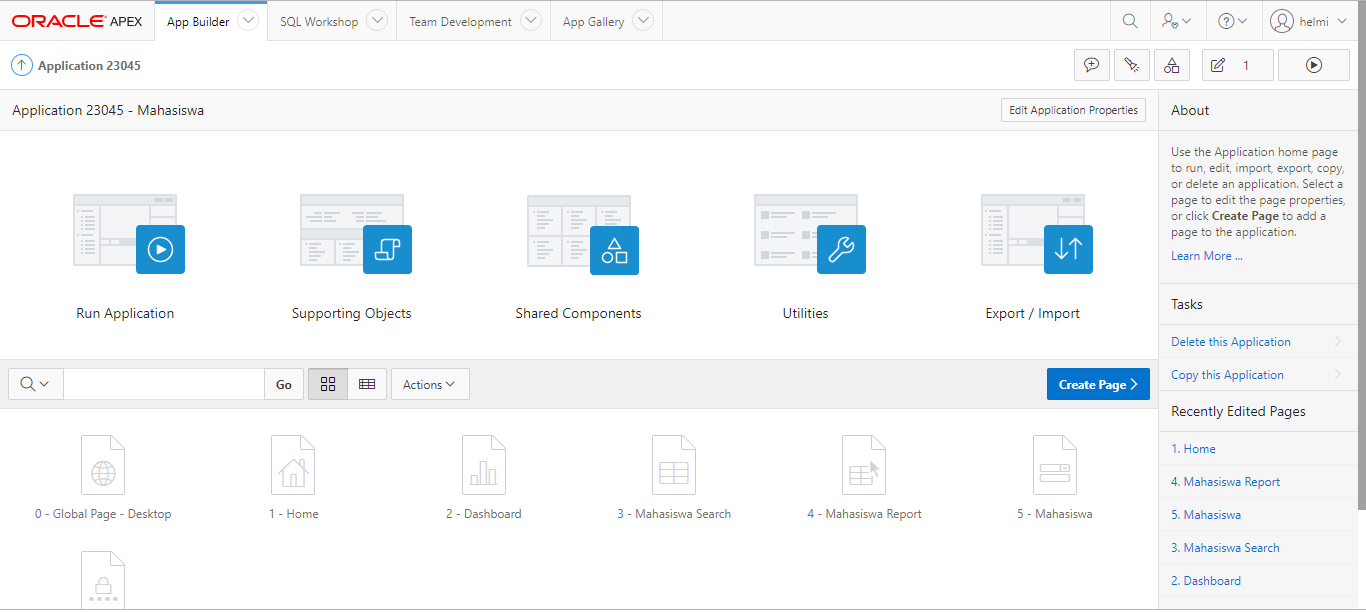 ORACLE APEX App Builder SQL Workshop Team Development App Gallery helmi
Application 23045 1
Application 23045 - Mahasiswa Edit Application Properties
Run Application Supporting Objects Shared Components Utilities Export / Import
Go Actions Create Page
0 - Global Page - Desktop 1 - Home 2 - Dashboard 3 - Mahasiswa Search 4 - Mahasiswa Report 5 - Mahasiswa
About
Use the Application home page
to run, edit, import, export, copy,
or delete an application. Select a
page to edit the page properties,
or click Create Page to add a
page to the application.
Learn More ...
Tasks
Delete this Application
Copy this Application
Recently Edited Pages
1. Home
4. Mahasiswa Report
5. Mahasiswa
3. Mahasiswa Search
2. Dashboard